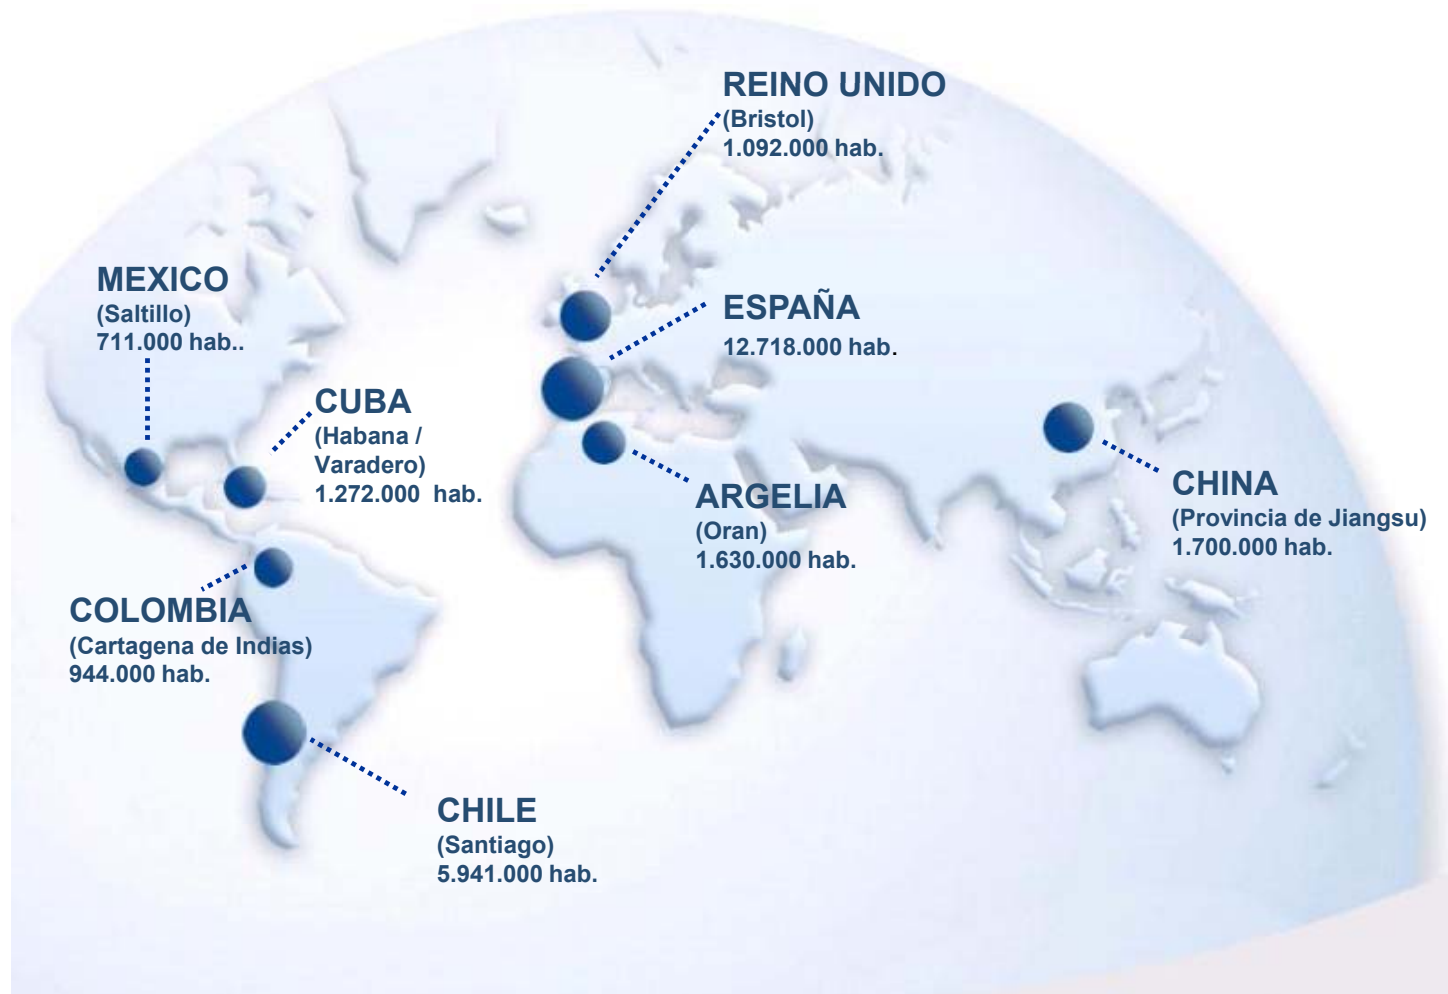 REINO UNIDO
(Bristol)
1.092.000 hab.
MEXICO
(Saltillo)
711.000 hab..
ESPAÑA
12.718.000 hab.
CUBA
(Habana /
Varadero)
1.272.000 hab.
ARGELIA
(Oran)
1.630.000 hab.
CHINA
(Provincia de Jiangsu)
1.700.000 hab.
COLOMBIA
(Cartagena de Indias)
944.000 hab.
CHILE
(Santiago)
5.941.000 hab.